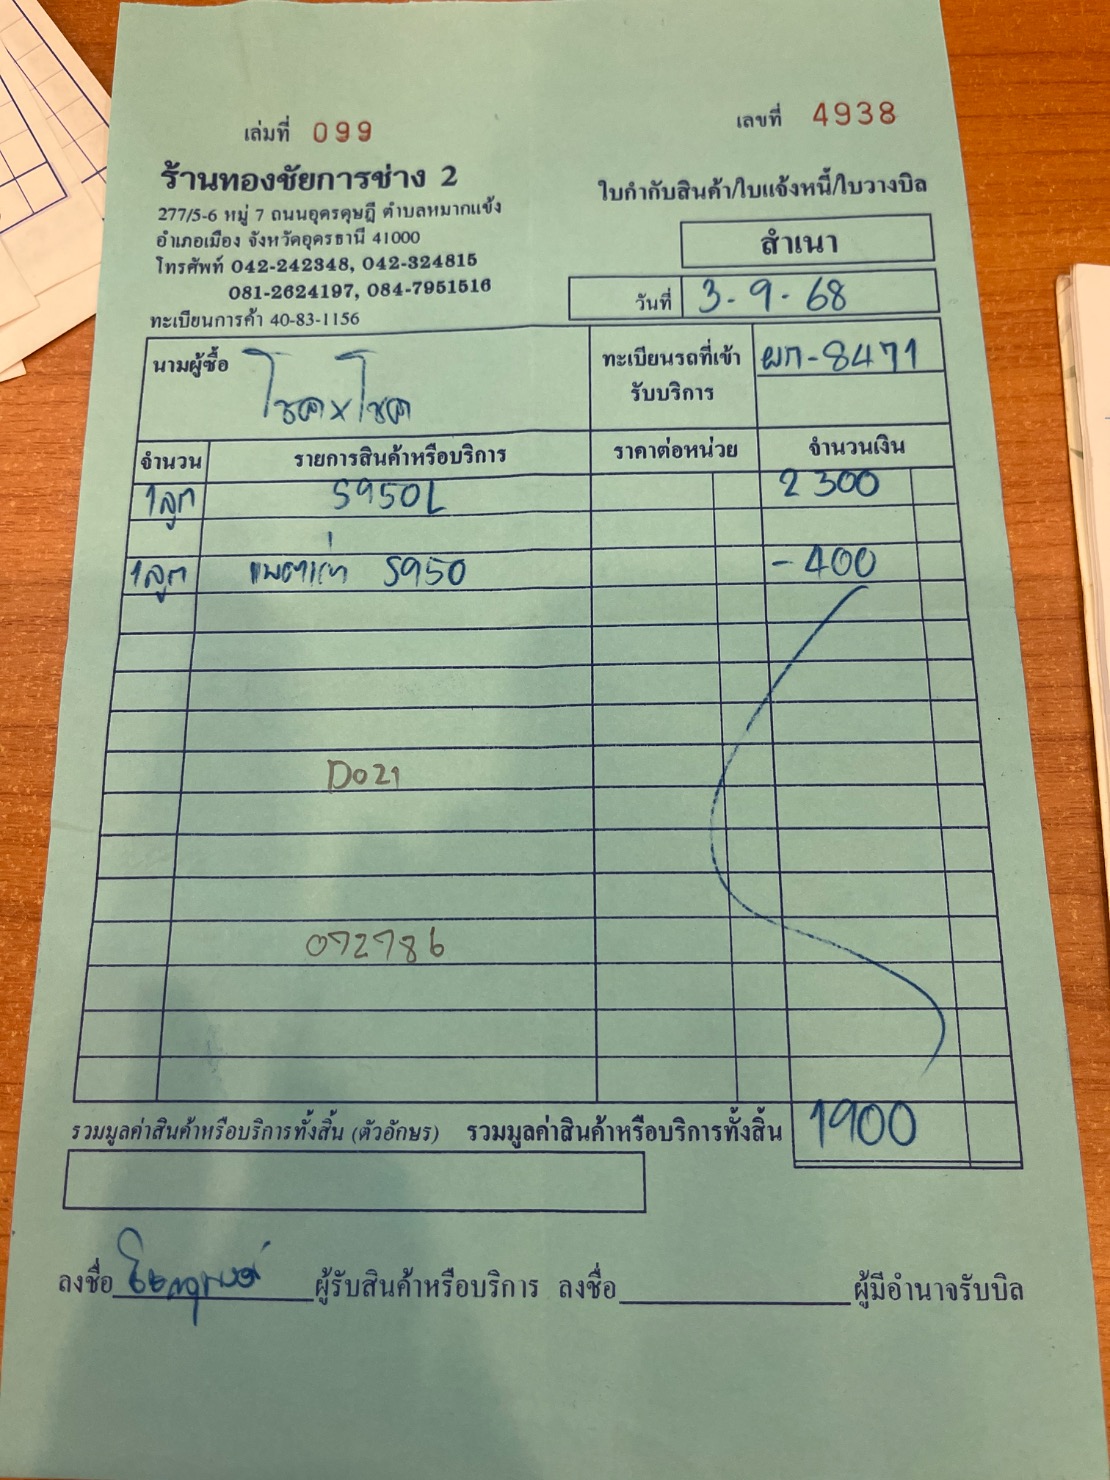 เล่มที่ 099
เลขที่ 4938
ร้านทองชัยการช่าง 2
277/5-6 หมู่ 7 ถนนอุดรดุษฎี ตำบลหมากแข้ง
อำเภอเมือง จังหวัดอุดรธานี 41000
โทรศัพท์ 042-242348, 042-324815
081-2624197, 084-7951516
ทะเบียนการค้า 40-83-1156
ใบกำกับสินค้า/ใบแจ้งหนี้/ใบวางบิล
สำเนา
วันที่ 3-9-68
นามผู้ซื้อ โชคxโชค
ทะเบียนรถที่เข้า ผก-8471
รับบริการ
จำนวน รายการสินค้าหรือบริการ ราคาต่อหน่วย จำนวนเงิน
1ลูก S950L 2300
1ลูก แบตเก่า S950 -400
D021
072786
รวมมูลค่าสินค้าหรือบริการทั้งสิ้น (ตัวอักษร) รวมมูลค่าสินค้าหรือบริการทั้งสิ้น 1900
ลงชื่อ ผู้รับสินค้าหรือบริการ ลงชื่อ ผู้มีอำนาจรับบิล